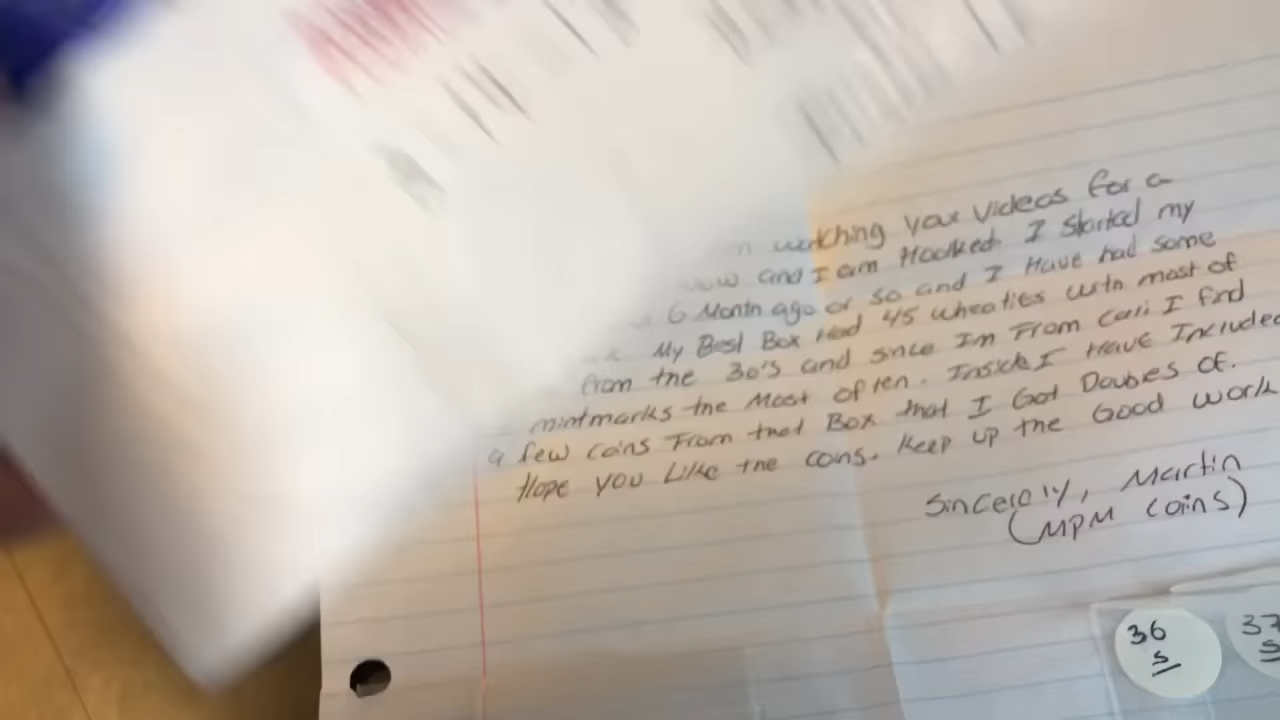 watching your Videos for a
now and I am Hooked. I Started my
6 Month ago or so and I Have had some
My Best Box Had 45 wheaties with most of
from the 30's and since Im From Cali I find
mintmarks the Most often. Inside I Have Included
a few coins From that Box that I Got Doubes Of.
Hope you Like the coins. Keep up the Good work
Sincerely, Martin
(MPM Coins)
36 37
S S